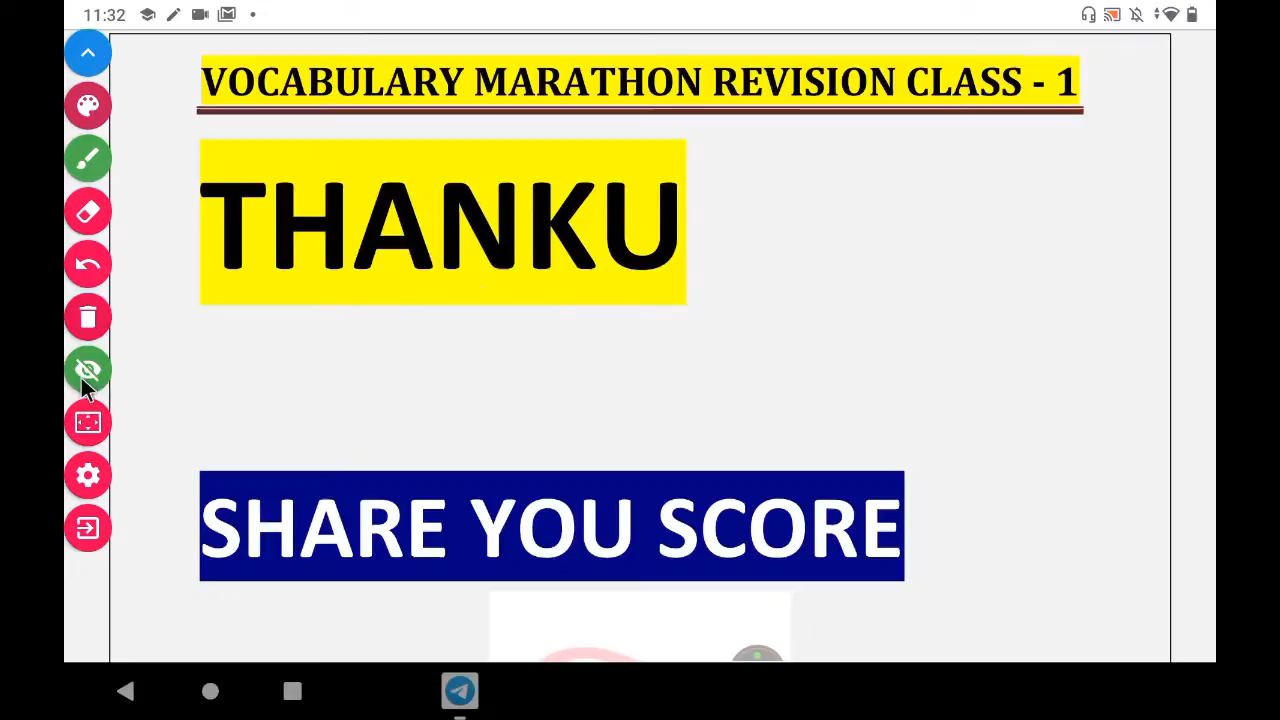 11:32
VOCABULARY MARATHON REVISION CLASS - 1
THANKU
SHARE YOU SCORE